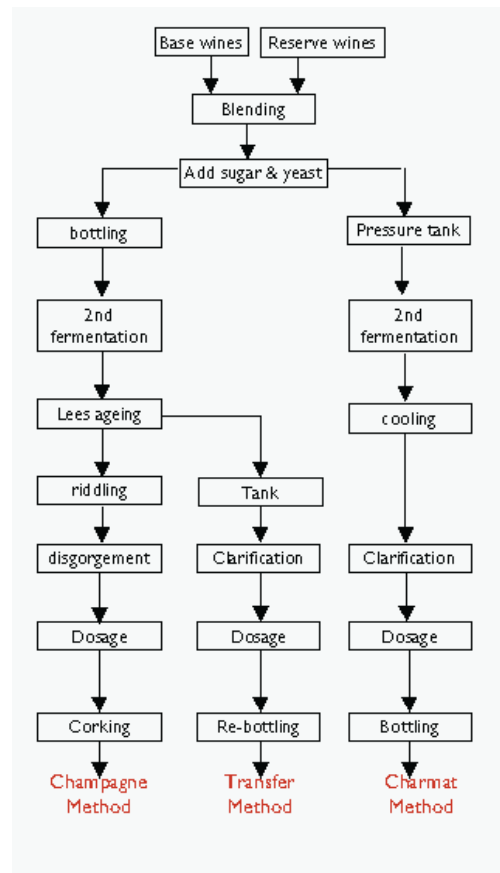 Base wines
Reserve wines
Blending
Add sugar & yeast
bottling
Pressure tank
2nd
fermentation
2nd
fermentation
Lees ageing
cooling
riddling
Tank
disgorgement
Clarification
Clarification
Dosage
Dosage
Dosage
Corking
Re-bottling
Bottling
Champagne
Method
Transfer
Method
Charmat
Method